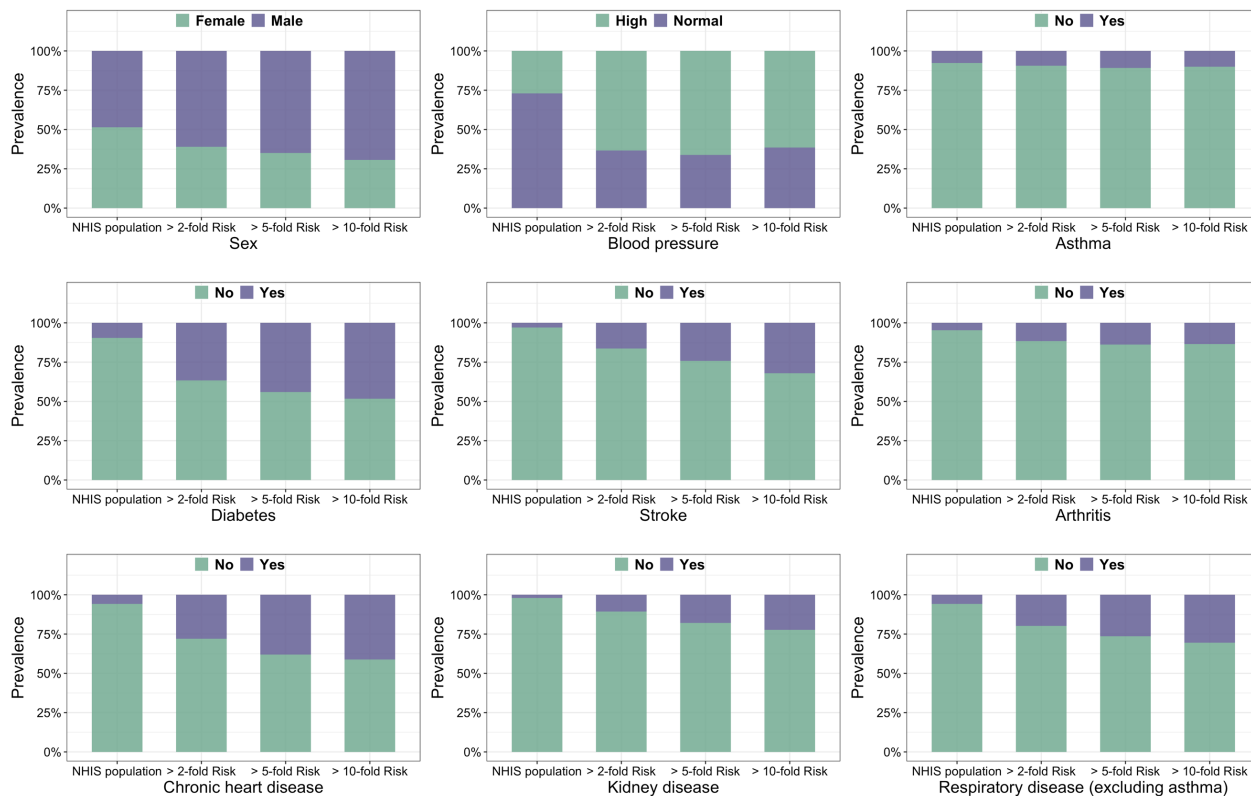 Female Male
100%
75%
50%
25%
0%
Prevalence
NHIS population > 2-fold Risk > 5-fold Risk > 10-fold Risk
Sex
High Normal
100%
75%
50%
25%
0%
Prevalence
NHIS population > 2-fold Risk > 5-fold Risk > 10-fold Risk
Blood pressure
No Yes
100%
75%
50%
25%
0%
Prevalence
NHIS population > 2-fold Risk > 5-fold Risk > 10-fold Risk
Asthma
No Yes
100%
75%
50%
25%
0%
Prevalence
NHIS population > 2-fold Risk > 5-fold Risk > 10-fold Risk
Diabetes
No Yes
100%
75%
50%
25%
0%
Prevalence
NHIS population > 2-fold Risk > 5-fold Risk > 10-fold Risk
Stroke
No Yes
100%
75%
50%
25%
0%
Prevalence
NHIS population > 2-fold Risk > 5-fold Risk > 10-fold Risk
Arthritis
No Yes
100%
75%
50%
25%
0%
Prevalence
NHIS population > 2-fold Risk > 5-fold Risk > 10-fold Risk
Chronic heart disease
No Yes
100%
75%
50%
25%
0%
Prevalence
NHIS population > 2-fold Risk > 5-fold Risk > 10-fold Risk
Kidney disease
No Yes
100%
75%
50%
25%
0%
Prevalence
NHIS population > 2-fold Risk > 5-fold Risk > 10-fold Risk
Respiratory disease (excluding asthma)